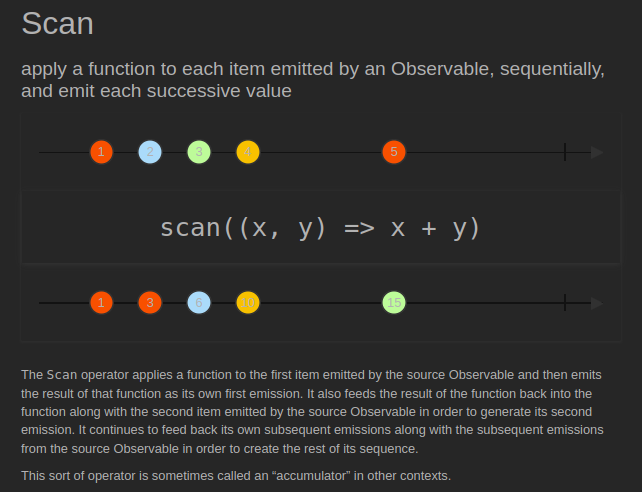 Scan
apply a function to each item emitted by an Observable, sequentially,
and emit each successive value
1 2 3 4 5
scan((x, y) => x + y)
1 3 6 10 15
The Scan operator applies a function to the first item emitted by the source Observable and then emits
the result of that function as its own first emission. It also feeds the result of the function back into the
function along with the second item emitted by the source Observable in order to generate its second
emission. It continues to feed back its own subsequent emissions along with the subsequent emissions
from the source Observable in order to create the rest of its sequence.
This sort of operator is sometimes called an “accumulator” in other contexts.